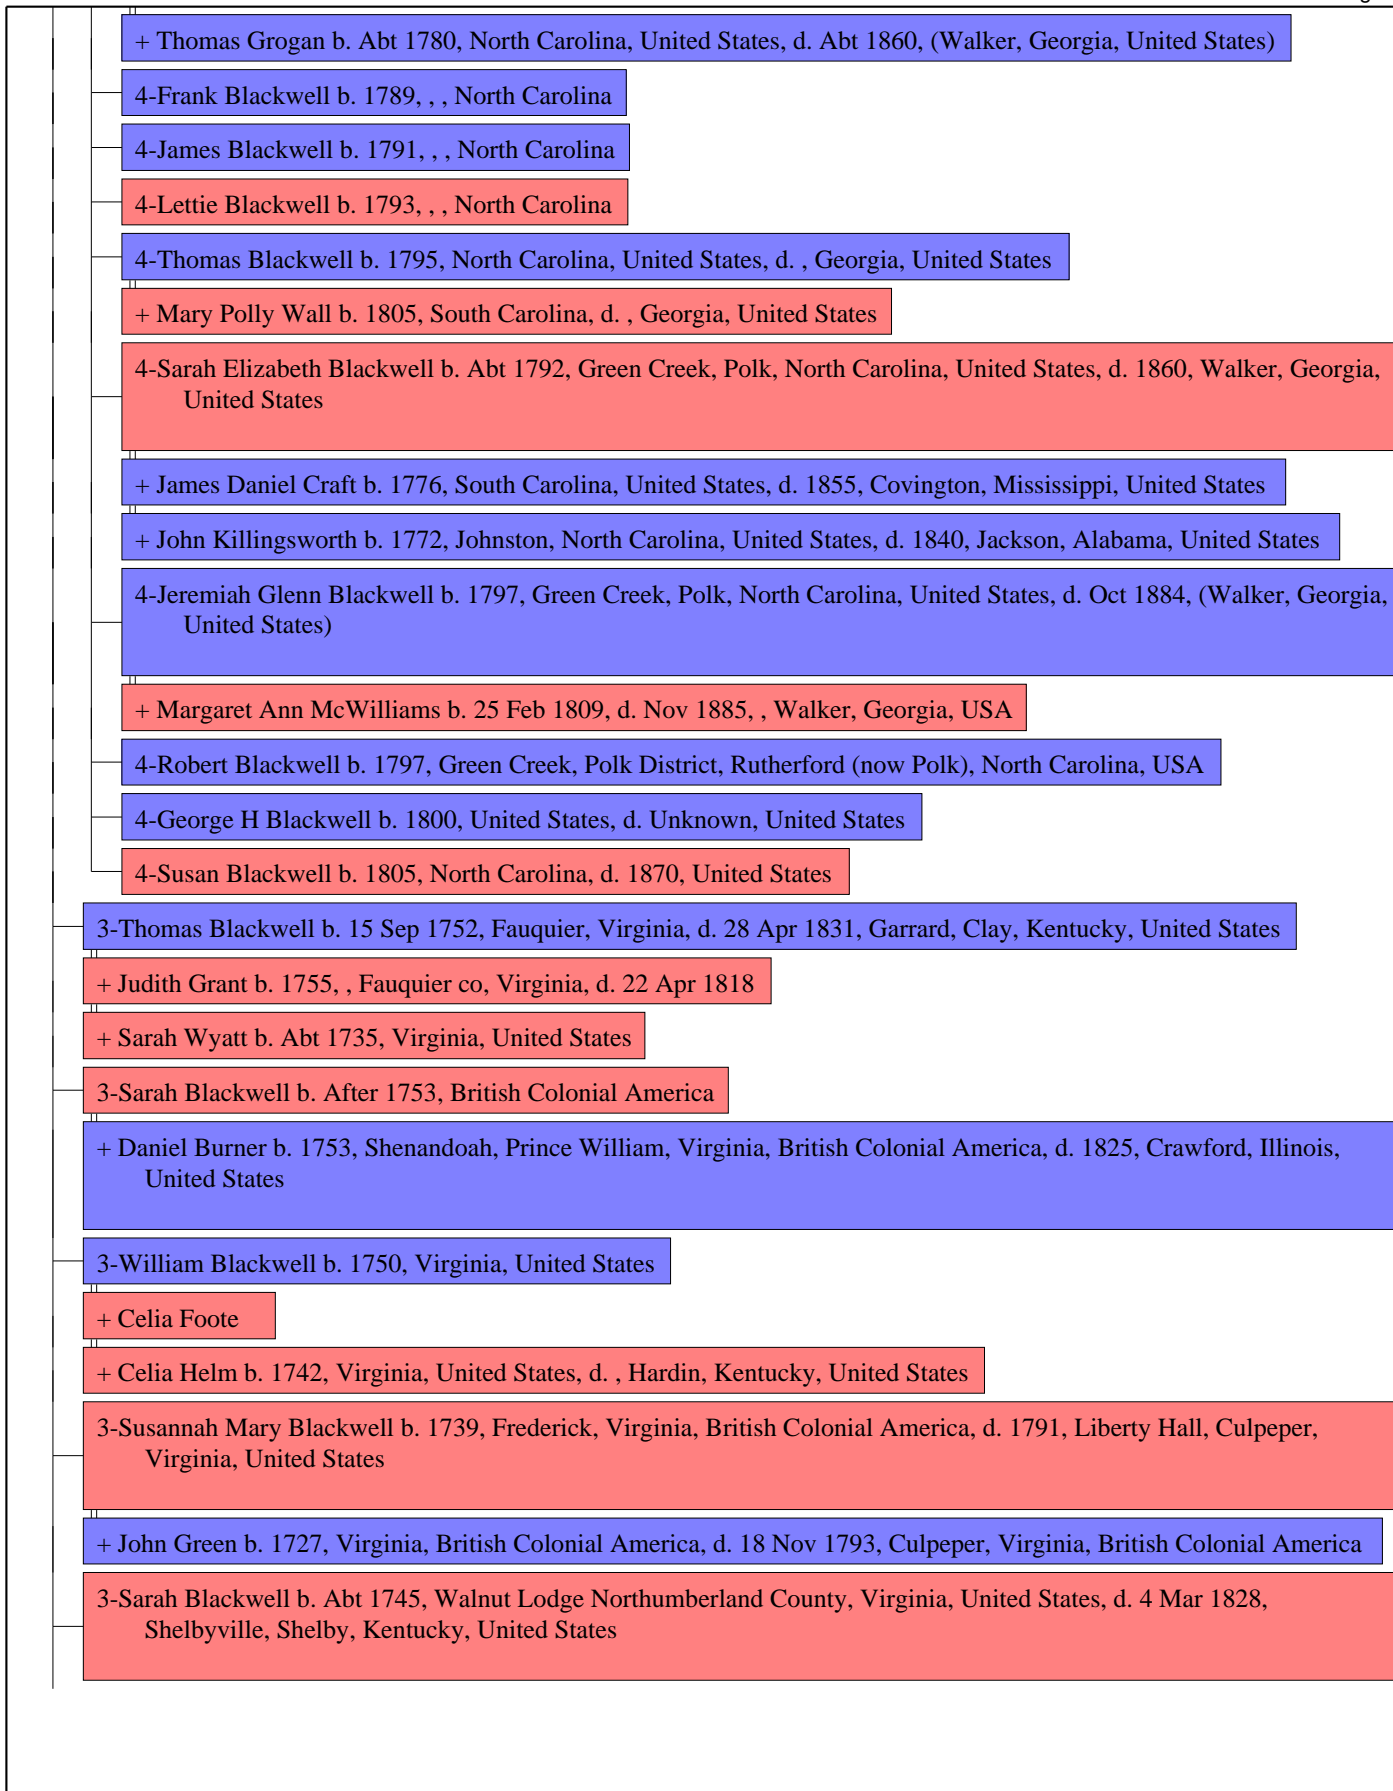 + Thomas Grogan b. Abt 1780, North Carolina, United States, d. Abt 1860, (Walker, Georgia, United States)
4-Frank Blackwell b. 1789, , , North Carolina
4-James Blackwell b. 1791, , , North Carolina
4-Lettie Blackwell b. 1793, , , North Carolina
4-Thomas Blackwell b. 1795, North Carolina, United States, d. , Georgia, United States
+ Mary Polly Wall b. 1805, South Carolina, d. , Georgia, United States
4-Sarah Elizabeth Blackwell b. Abt 1792, Green Creek, Polk, North Carolina, United States, d. 1860, Walker, Georgia,
United States
+ James Daniel Craft b. 1776, South Carolina, United States, d. 1855, Covington, Mississippi, United States
+ John Killingsworth b. 1772, Johnston, North Carolina, United States, d. 1840, Jackson, Alabama, United States
4-Jeremiah Glenn Blackwell b. 1797, Green Creek, Polk, North Carolina, United States, d. Oct 1884, (Walker, Georgia,
United States)
+ Margaret Ann McWilliams b. 25 Feb 1809, d. Nov 1885, , Walker, Georgia, USA
4-Robert Blackwell b. 1797, Green Creek, Polk District, Rutherford (now Polk), North Carolina, USA
4-George H Blackwell b. 1800, United States, d. Unknown, United States
4-Susan Blackwell b. 1805, North Carolina, d. 1870, United States
3-Thomas Blackwell b. 15 Sep 1752, Fauquier, Virginia, d. 28 Apr 1831, Garrard, Clay, Kentucky, United States
+ Judith Grant b. 1755, , Fauquier co, Virginia, d. 22 Apr 1818
+ Sarah Wyatt b. Abt 1735, Virginia, United States
3-Sarah Blackwell b. After 1753, British Colonial America
+ Daniel Burner b. 1753, Shenandoah, Prince William, Virginia, British Colonial America, d. 1825, Crawford, Illinois,
United States
3-William Blackwell b. 1750, Virginia, United States
+ Celia Foote
+ Celia Helm b. 1742, Virginia, United States, d. , Hardin, Kentucky, United States
3-Susannah Mary Blackwell b. 1739, Frederick, Virginia, British Colonial America, d. 1791, Liberty Hall, Culpeper,
Virginia, United States
+ John Green b. 1727, Virginia, British Colonial America, d. 18 Nov 1793, Culpeper, Virginia, British Colonial America
3-Sarah Blackwell b. Abt 1745, Walnut Lodge Northumberland County, Virginia, United States, d. 4 Mar 1828,
Shelbyville, Shelby, Kentucky, United States